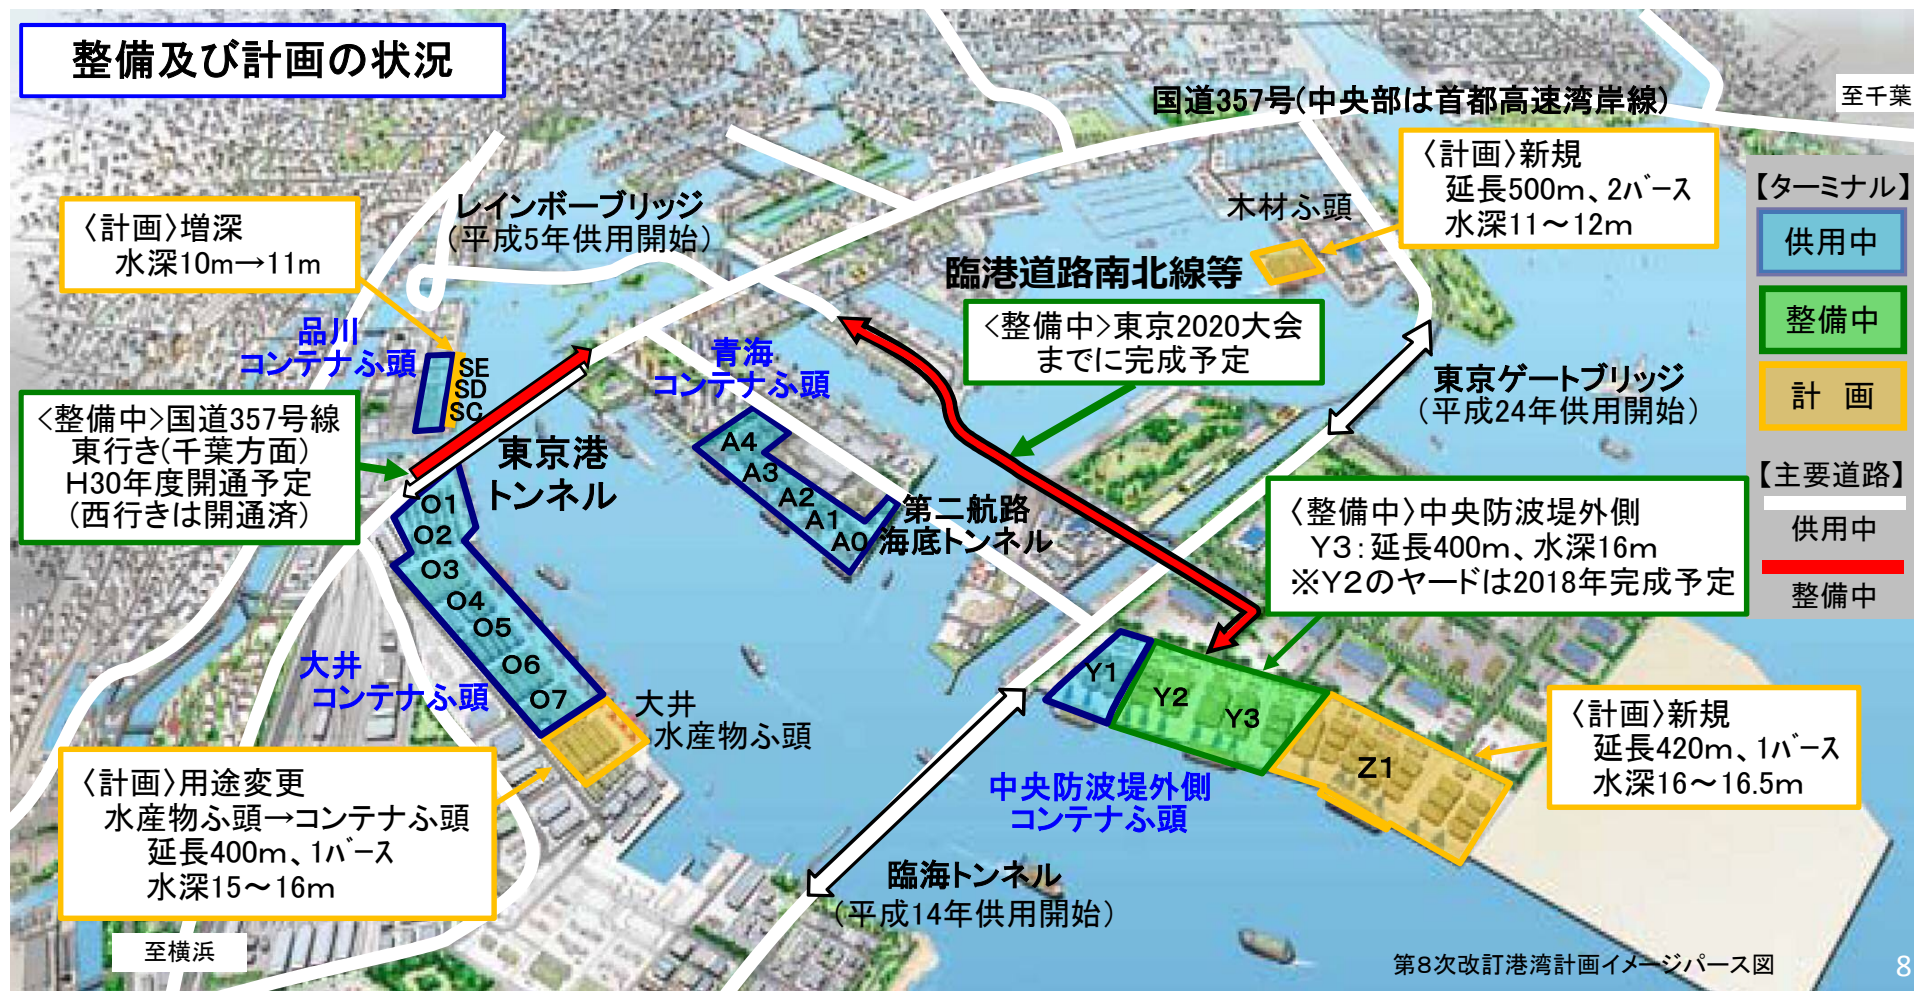 整備及び計画の状況
国道357号(中央部は首都高速湾岸線)
至千葉
〈計画〉新規
延長500m、2バース
水深11～12m
【ターミナル】
供用中
整備中
計 画
【主要道路】
供用中
整備中
〈計画〉増深
水深10m→11m
レインボーブリッジ
(平成5年供用開始)
木材ふ頭
臨港道路南北線等
<整備中>東京2020大会
までに完成予定
品川
コンテナふ頭
SE
SD
SC
青海
コンテナふ頭
東京ゲートブリッジ
(平成24年供用開始)
<整備中>国道357号線
東行き(千葉方面)
H30年度開通予定
(西行きは開通済)
東京港
トンネル
A4
A3
A2
A1
A0
第二航路
海底トンネル
〈整備中〉中央防波堤外側
Y3:延長400m、水深16m
※Y2のヤードは2018年完成予定
O1
O2
O3
O4
O5
O6
O7
大井
コンテナふ頭
大井
水産物ふ頭
Y1
Y2
Y3
Z1
〈計画〉新規
延長420m、1バース
水深16～16.5m
中央防波堤外側
コンテナふ頭
〈計画〉用途変更
水産物ふ頭→コンテナふ頭
延長400m、1バース
水深15～16m
臨海トンネル
(平成14年供用開始)
至横浜
第8次改訂港湾計画イメージパース図
8